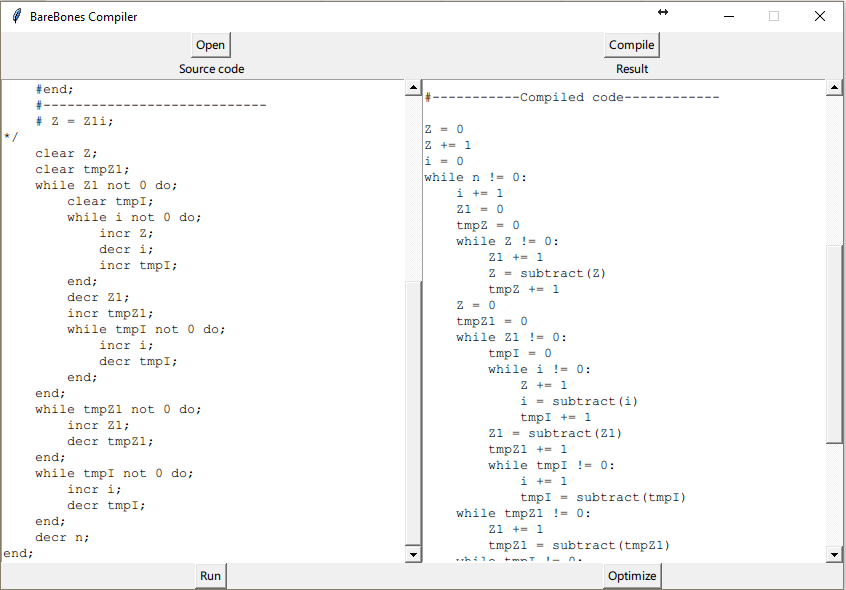 BareBones Compiler
Open
Compile
Source code
Result
    #end;
    #----------------------------
    # Z = Z1i;
*/
    clear Z;
    clear tmpZ1;
    while Z1 not 0 do;
        clear tmpI;
        while i not 0 do;
            incr Z;
            decr i;
            incr tmpI;
        end;
        decr Z1;
        incr tmpZ1;
        while tmpI not 0 do;
            incr i;
            decr tmpI;
        end;
    end;
    while tmpZ1 not 0 do;
        incr Z1;
        decr tmpZ1;
    end;
    while tmpI not 0 do;
        incr i;
        decr tmpI;
    end;
    decr n;
end;
#-----------Compiled code------------
Z = 0
Z += 1
i = 0
while n != 0:
    i += 1
    Z1 = 0
    tmpZ = 0
    while Z != 0:
        Z1 += 1
        Z = subtract(Z)
        tmpZ += 1
    Z = 0
    tmpZ1 = 0
    while Z1 != 0:
        tmpI = 0
        while i != 0:
            Z += 1
            i = subtract(i)
            tmpI += 1
        Z1 = subtract(Z1)
        tmpZ1 += 1
        while tmpI != 0:
            i += 1
            tmpI = subtract(tmpI)
    while tmpZ1 != 0:
        Z1 += 1
        tmpZ1 = subtract(tmpZ1)
    while tmpI != 0:
Run
Optimize